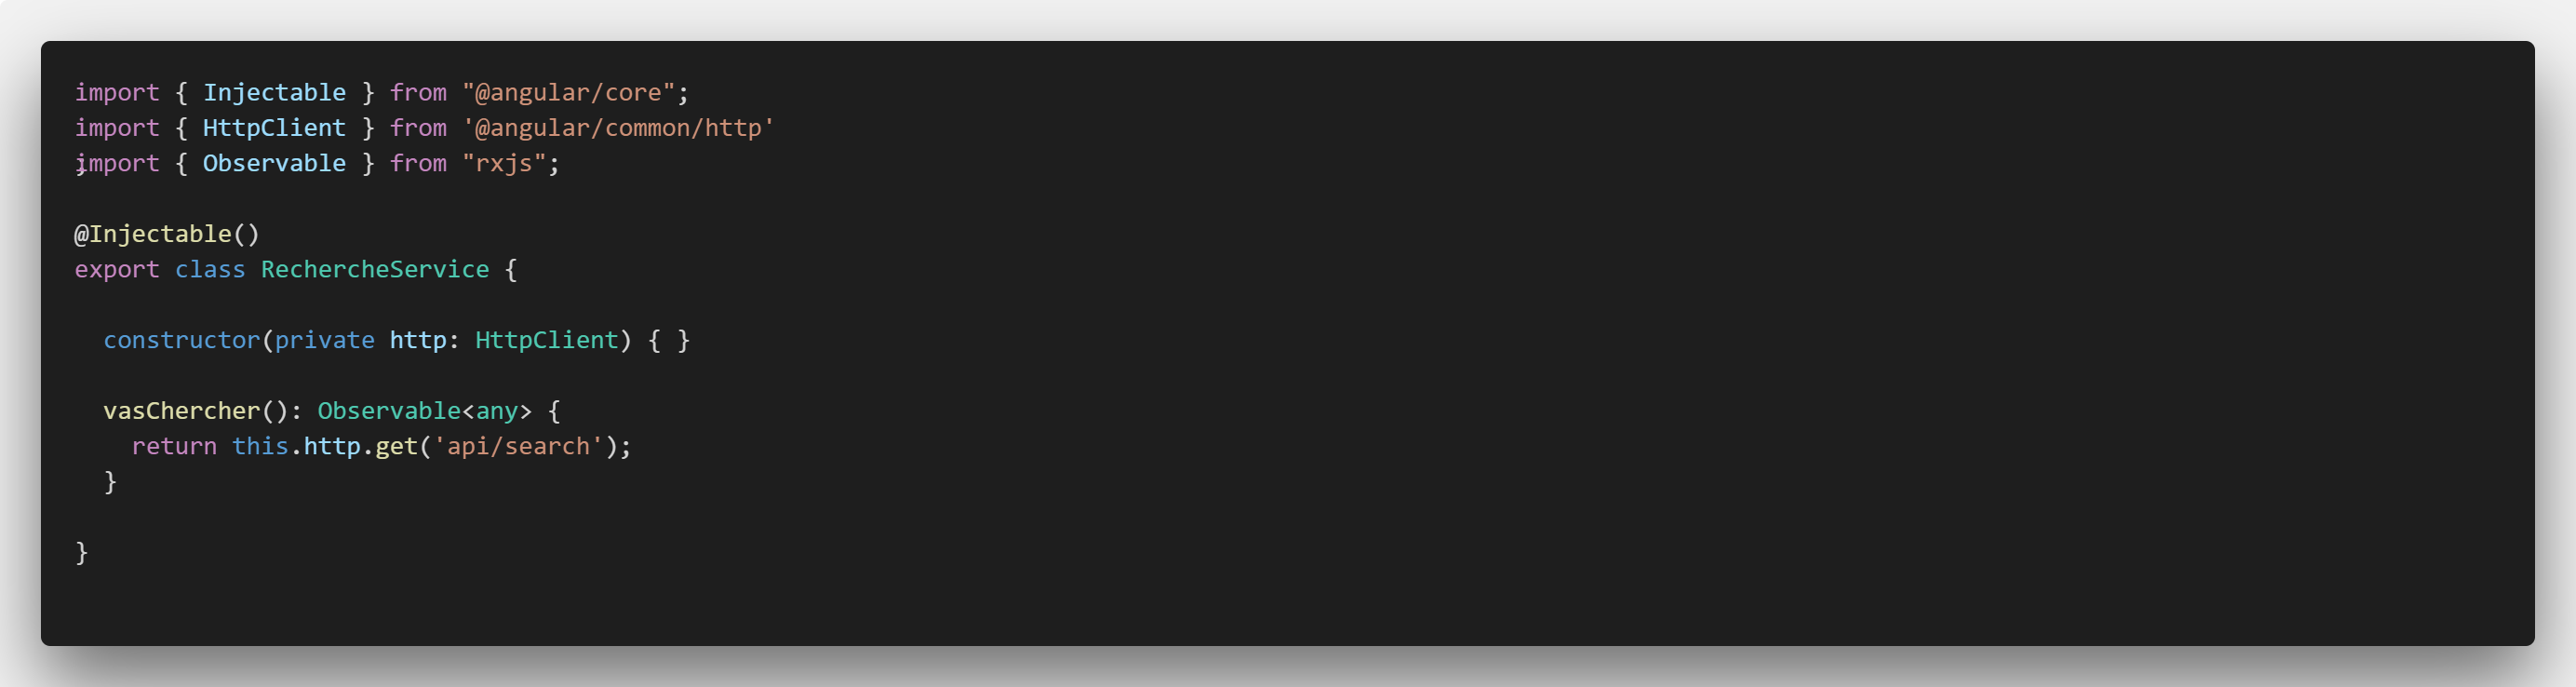 import { Injectable } from "@angular/core";
import { HttpClient } from '@angular/common/http'
;
import { Observable } from "rxjs";
@Injectable()
export class RechercheService {
constructor(private http: HttpClient) { }
vasChercher(): Observable<any> {
return this.http.get('api/search');
}
}